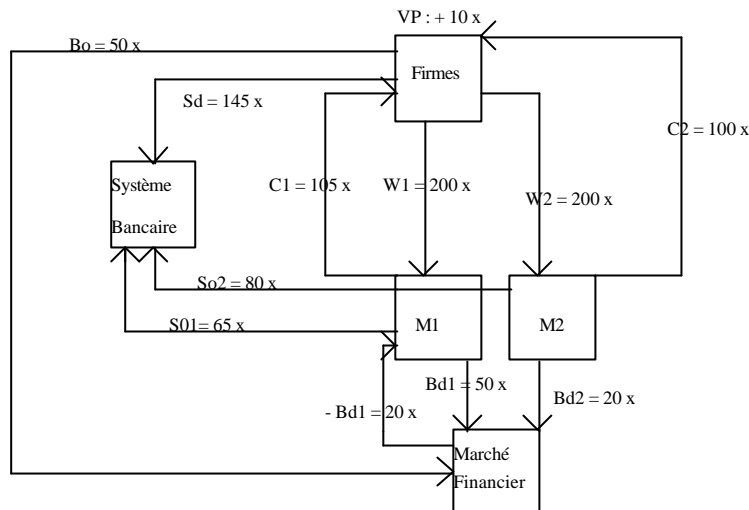 VP : + 10 x
Bo = 50 x
Firmes
Sd = 145 x
C2 = 100 x
Système
Bancaire
C1 = 105 x
W1 = 200 x
W2 = 200 x
So2 = 80 x
S01= 65 x
M1
M2
Bd1 = 50 x
Bd2 = 20 x
- Bd1 = 20 x
Marché
Financier